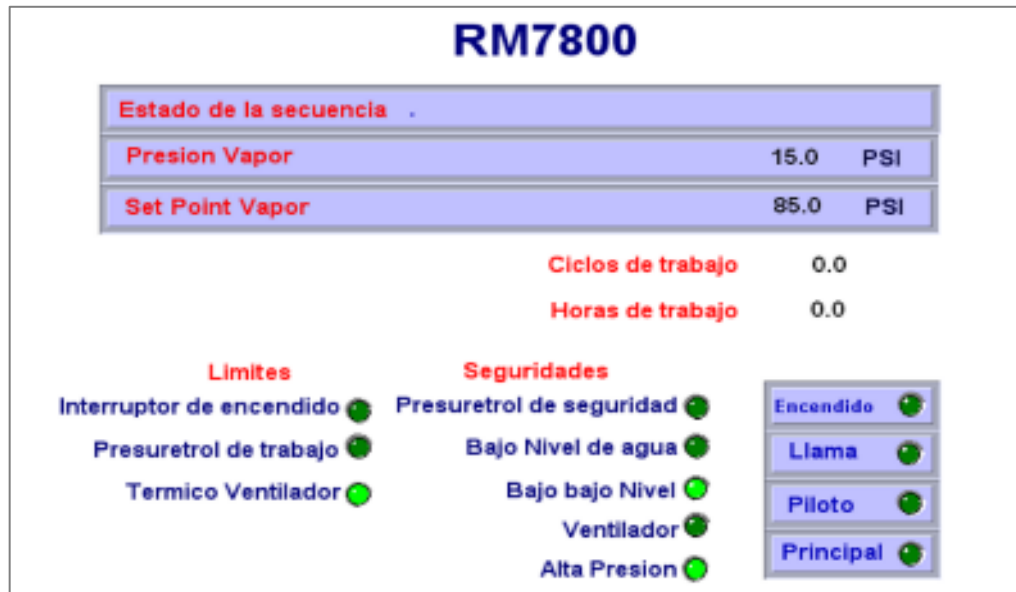 RM7800
Estado de la secuencia .
Presion Vapor 15.0 PSI
Set Point Vapor 85.0 PSI
Ciclos de trabajo 0.0
Horas de trabajo 0.0
Limites
Interruptor de encendido
Presuretrol de trabajo
Termico Ventilador
Seguridades
Presuretrol de seguridad
Bajo Nivel de agua
Bajo bajo Nivel
Ventilador
Alta Presion
Encendido
Llama
Piloto
Principal